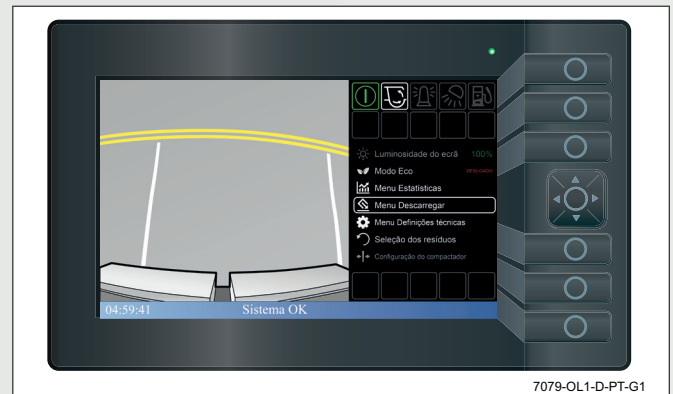 Luminosidade do ecrã 100%
Modo Eco DESLIGADO
Menu Estatísticas
Menu Descarregar
Menu Definições técnicas
Seleção dos resíduos
Configuração do compactador
04:59:41 Sistema OK
7079-OL1-D-PT-G1